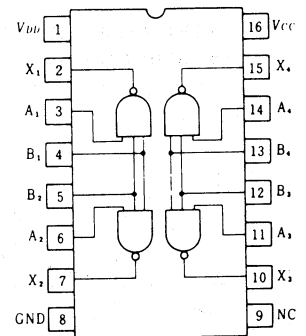 VDD 1 16 VCC
X₁ 2 15 X₄
A₁ 3 14 A₄
B₁ 4 13 B₄
B₂ 5 12 B₃
A₂ 6 11 A₃
X₂ 7 10 X₃
GND 8 9 NC